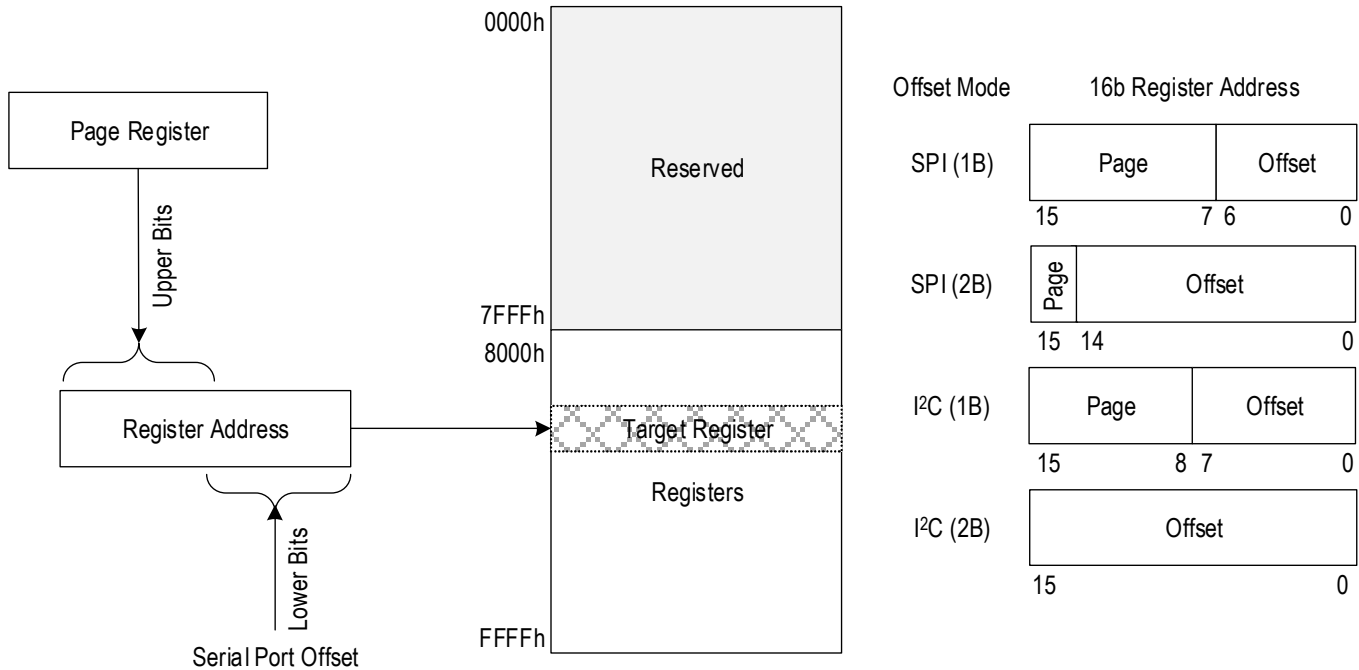 Page Register
Upper Bits
Register Address
Lower Bits
Serial Port Offset
0000h
Reserved
7FFFh
8000h
Target Register
Registers
FFFFh
Offset Mode 16b Register Address
SPI (1B) Page Offset
15 7 6 0
SPI (2B) Page Offset
15 14 0
I²C (1B) Page Offset
15 8 7 0
I²C (2B) Offset
15 0